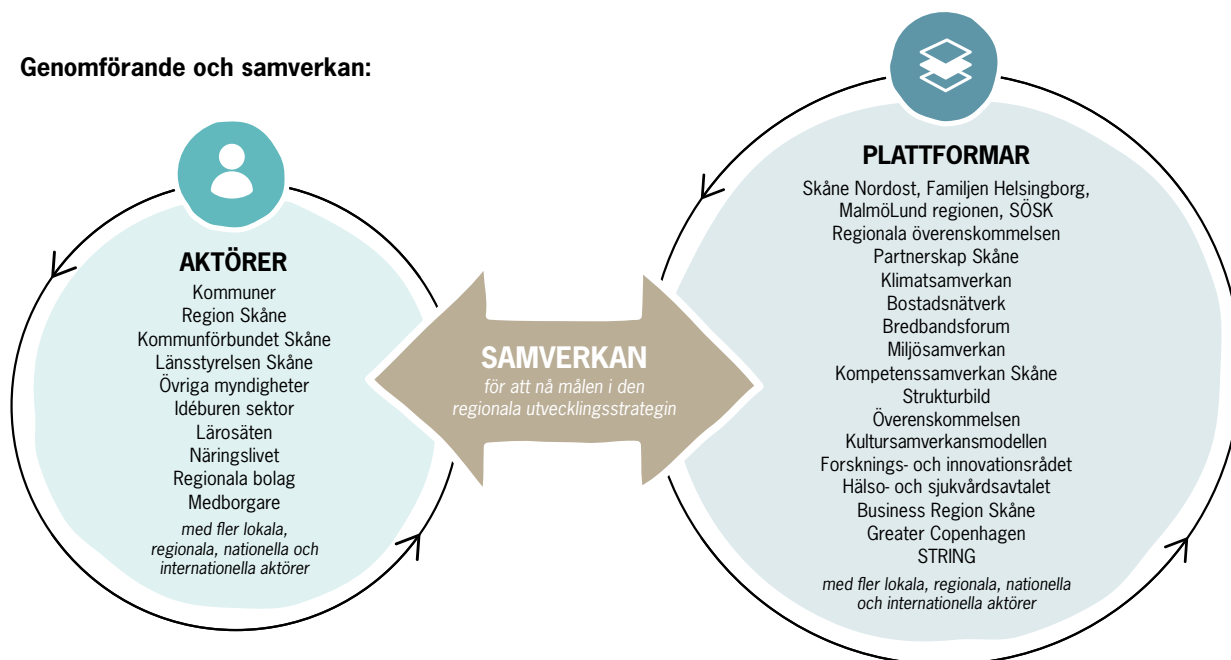 Genomförande och samverkan:
AKTÖRER
Kommuner
Region Skåne
Kommunförbundet Skåne
Länsstyrelsen Skåne
Övriga myndigheter
Idéburen sektor
Lärosäten
Näringslivet
Regionala bolag
Medborgare
med fler lokala,
regionala, nationella och
internationella aktörer
SAMVERKAN
för att nå målen i den
regionala utvecklingsstrategin
PLATTFORMAR
Skåne Nordost, Familjen Helsingborg,
MalmöLund regionen, SÖSK
Regionala överenskommelsen
Partnerskap Skåne
Klimatsamverkan
Bostadsnätverk
Bredbandsforum
Miljösamverkan
Kompetenssamverkan Skåne
Strukturbild
Överenskommelsen
Kultursamverkansmodellen
Forsknings- och innovationsrådet
Hälso- och sjukvårdsavtalet
Business Region Skåne
Greater Copenhagen
STRING
med fler lokala, regionala, nationella
och internationella aktörer